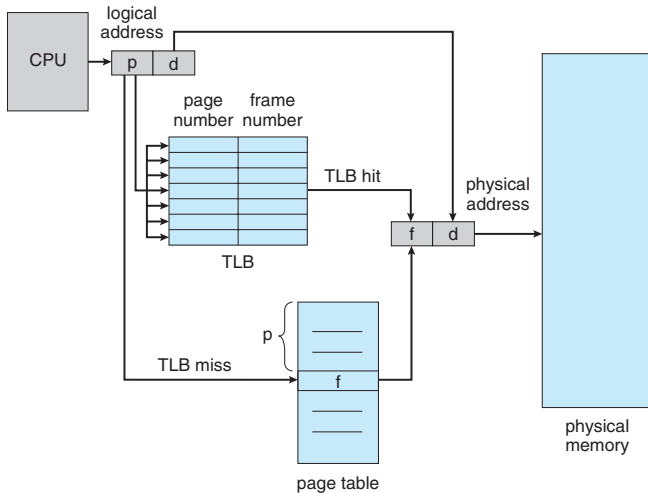 logical
address
CPU
p d
page
number
frame
number
TLB hit
physical
address
f d
TLB
p
TLB miss
f
page table
physical
memory